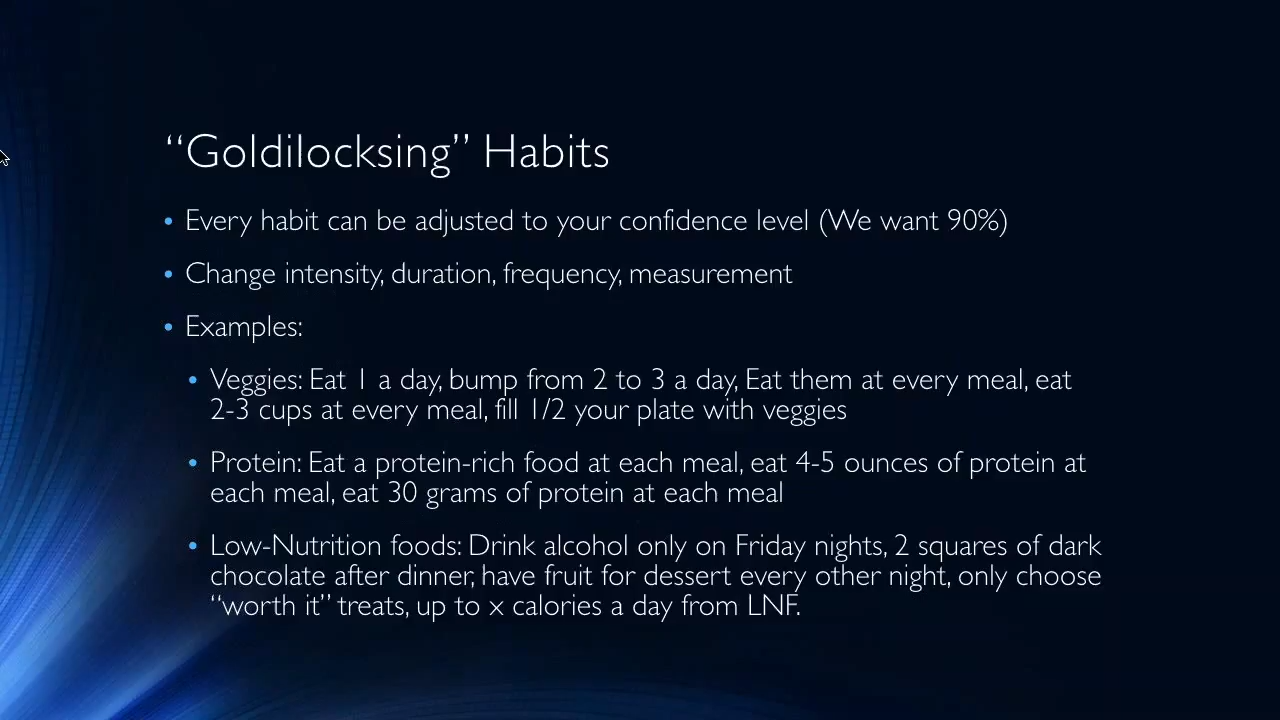 “Goldilocksing” Habits
• Every habit can be adjusted to your confidence level (We want 90%)
• Change intensity, duration, frequency, measurement
• Examples:
• Veggies: Eat 1 a day, bump from 2 to 3 a day, Eat them at every meal, eat
2-3 cups at every meal, fill 1/2 your plate with veggies
• Protein: Eat a protein-rich food at each meal, eat 4-5 ounces of protein at
each meal, eat 30 grams of protein at each meal
• Low-Nutrition foods: Drink alcohol only on Friday nights, 2 squares of dark
chocolate after dinner, have fruit for dessert every other night, only choose
“worth it” treats, up to x calories a day from LNF.